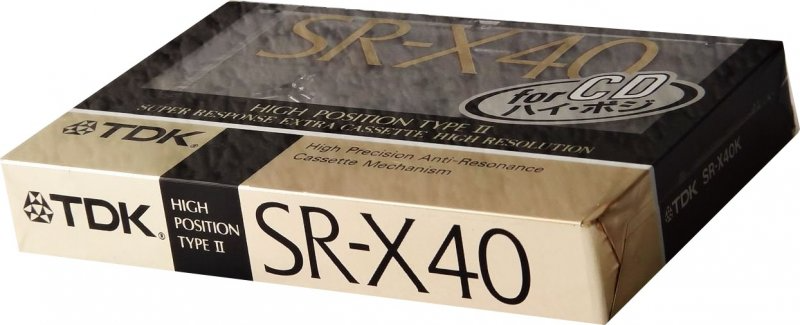 SR-X40
for CD
ハイ・ポジ
HIGH POSITION TYPE II
SUPER RESPONSE EXTRA CASSETTE HIGH RESOLUTION
TDK
High Precision Anti-Resonance
Cassette Mechanism
TDK SR-X40K
TDK
HIGH
POSITION
TYPE II
SR-X40